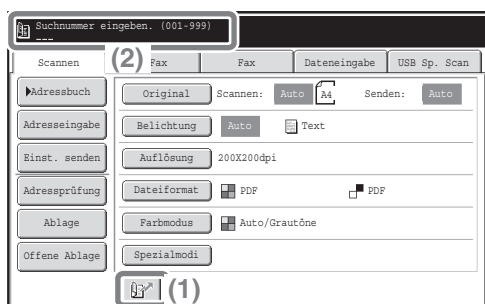 Suchnummer eingeben. (001-999)
---
Scannen (2) Fax Fax Dateneingabe USB Sp. Scan
Adressbuch Original Scannen: Auto A4 Senden: Auto
Adresseingabe Belichtung Auto Text
Einst. senden Auflösung 200X200dpi
Adressprüfung Dateiformat PDF PDF
Ablage Farbmodus Auto/Grautöne
Offene Ablage Spezialmodi
(1)